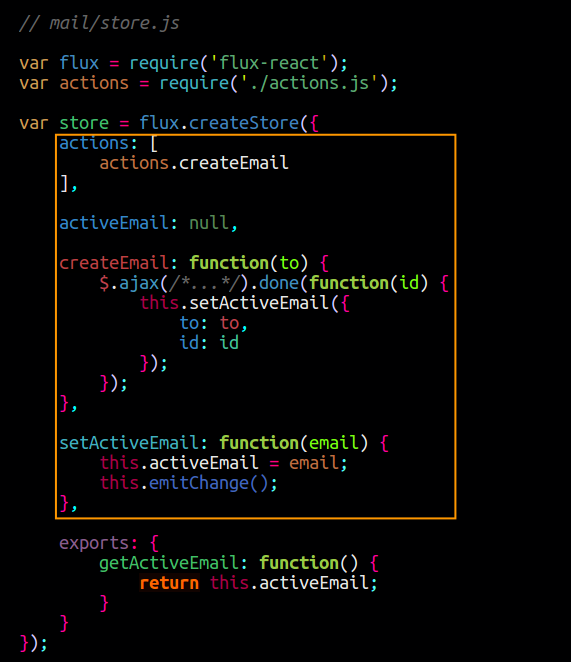 // mail/store.js
var flux = require('flux-react');
var actions = require('./actions.js');
var store = flux.createStore({
actions: [
actions.createEmail
],
activeEmail: null,
createEmail: function(to) {
$.ajax(/*...*/).done(function(id) {
this.setActiveEmail({
to: to,
id: id
});
});
},
setActiveEmail: function(email) {
this.activeEmail = email;
this.emitChange();
},
exports: {
getActiveEmail: function() {
return this.activeEmail;
}
}
});